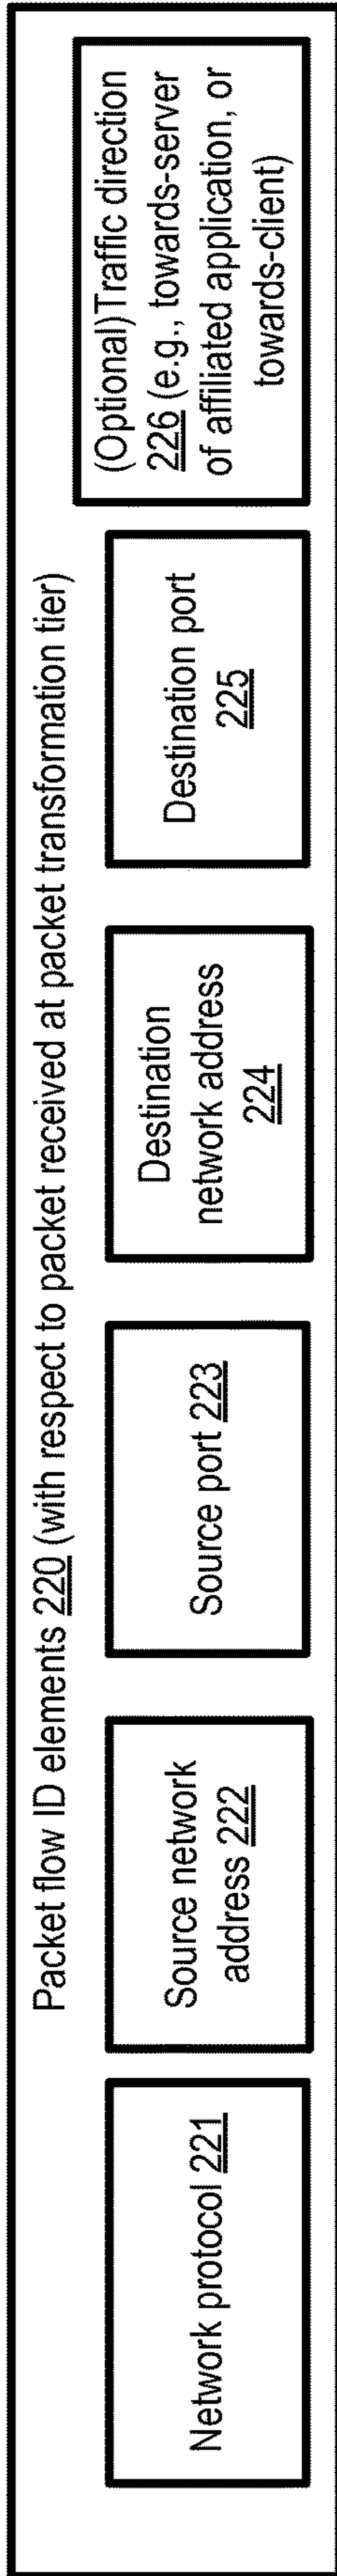 Packet flow ID elements 220 (with respect to packet received at packet transformation tier)
Network protocol 221
Source network
address 222
Source port 223
Destination
network address
224
Destination port
225
(Optional)Traffic direction
226 (e.g., towards-server
of affiliated application, or
towards-client)